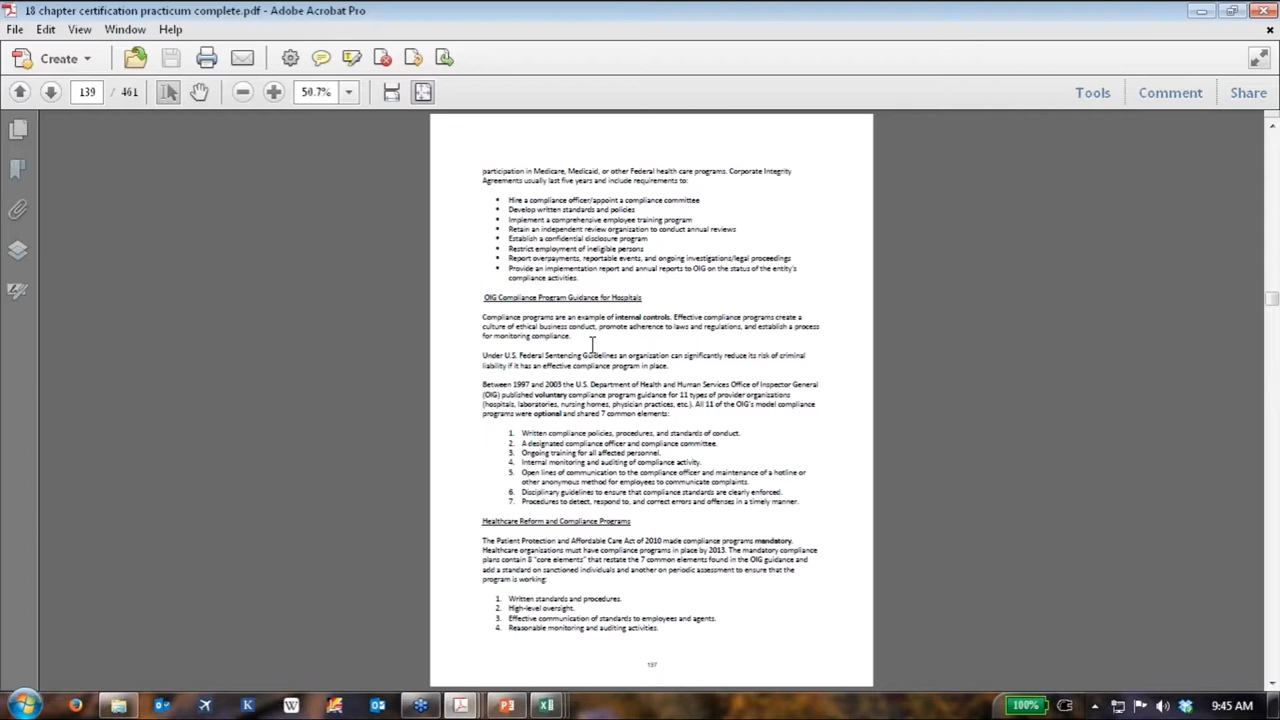 18 chapter certification practicum complete.pdf - Adobe Acrobat Pro
File Edit View Window Help
Create
139 / 461 50.7% Tools Comment Share
participation in Medicare, Medicaid, or other Federal health care programs. Corporate Integrity
Agreements usually last five years and include requirements to:
• Hire a compliance officer/appoint a compliance committee
• Develop written standards and policies
• Implement a comprehensive employee training program
• Retain an independent review organization to conduct annual reviews
• Establish a confidential disclosure program
• Restrict employment of ineligible persons
• Report overpayments, reportable events, and ongoing investigations/legal proceedings
• Provide an implementation report and annual reports to OIG on the status of the entity's
compliance activities.
OIG Compliance Program Guidance for Hospitals
Compliance programs are an example of internal controls. Effective compliance programs create a
culture of ethical business conduct, promote adherence to laws and regulations, and establish a process
for monitoring compliance.
Under U.S. Federal Sentencing Guidelines an organization can significantly reduce its risk of criminal
liability if it has an effective compliance program in place.
Between 1997 and 2003 the U.S. Department of Health and Human Services Office of Inspector General
(OIG) published voluntary compliance program guidance for 11 types of provider organizations
(hospitals, laboratories, nursing homes, physician practices, etc.). All 11 of the OIG's model compliance
programs were optional and shared 7 common elements:
1. Written compliance policies, procedures, and standards of conduct.
2. A designated compliance officer and compliance committee.
3. Ongoing training for all affected personnel.
4. Internal monitoring and auditing of compliance activity.
5. Open lines of communication to the compliance officer and maintenance of a hotline or
other anonymous method for employees to communicate complaints.
6. Disciplinary guidelines to ensure that compliance standards are clearly enforced.
7. Procedures to detect, respond to, and correct errors and offenses in a timely manner.
Healthcare Reform and Compliance Programs
The Patient Protection and Affordable Care Act of 2010 made compliance programs mandatory.
Healthcare organizations must have compliance programs in place by 2013. The mandatory compliance
plans contain 8 "core elements" that restate the 7 common elements found in the OIG guidance and
add a standard on sanctioned individuals and another on periodic assessment to ensure that the
program is working:
1. Written standards and procedures.
2. High-level oversight.
3. Effective communication of standards to employees and agents.
4. Reasonable monitoring and auditing activities.
137
100% 9:45 AM